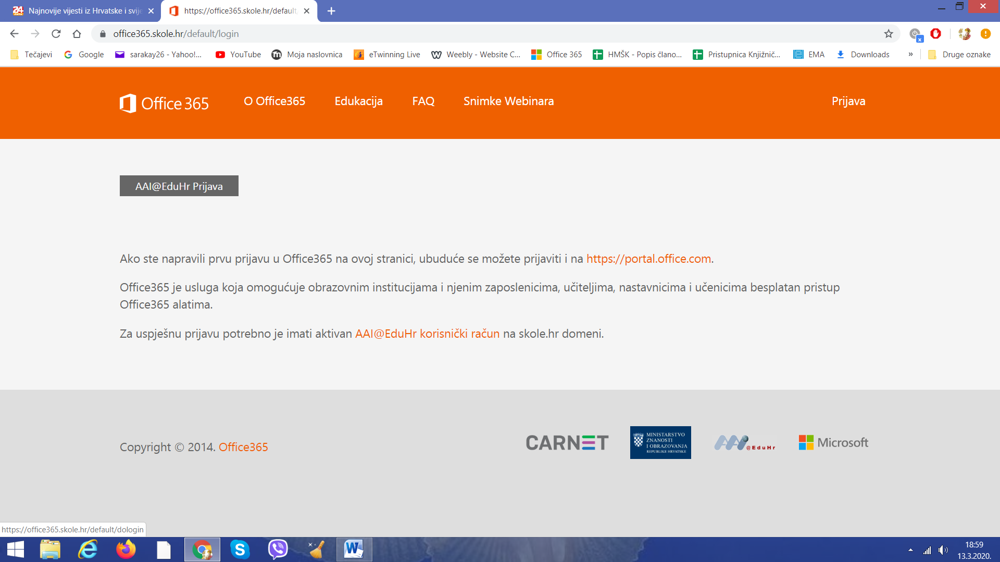 24 Najnovije vijesti iz Hrvatske i svije
https://office365.skole.hr/default
office365.skole.hr/default/login
Tečajevi Google sarakay26 - Yahoo!... YouTube Moja naslovnica eTwinning Live Weebly - Website C... Office 365 HMŠK - Popis člano... Pristupnica Knjižnič... EMA Downloads » Druge oznake
Office 365 O Office365 Edukacija FAQ Snimke Webinara Prijava
AAI@EduHr Prijava
Ako ste napravili prvu prijavu u Office365 na ovoj stranici, ubuduće se možete prijaviti i na https://portal.office.com.
Office365 je usluga koja omogućuje obrazovnim institucijama i njenim zaposlenicima, učiteljima, nastavnicima i učenicima besplatan pristup
Office365 alatima.
Za uspješnu prijavu potrebno je imati aktivan AAI@EduHr korisnički račun na skole.hr domeni.
Copyright © 2014. Office365
CARNET
MINISTARSTVO
ZNANOSTI
I OBRAZOVANJA
REPUBLIKE HRVATSKE
AAI @EduHr
Microsoft
https://office365.skole.hr/default/dologin
18:59
13.3.2020.